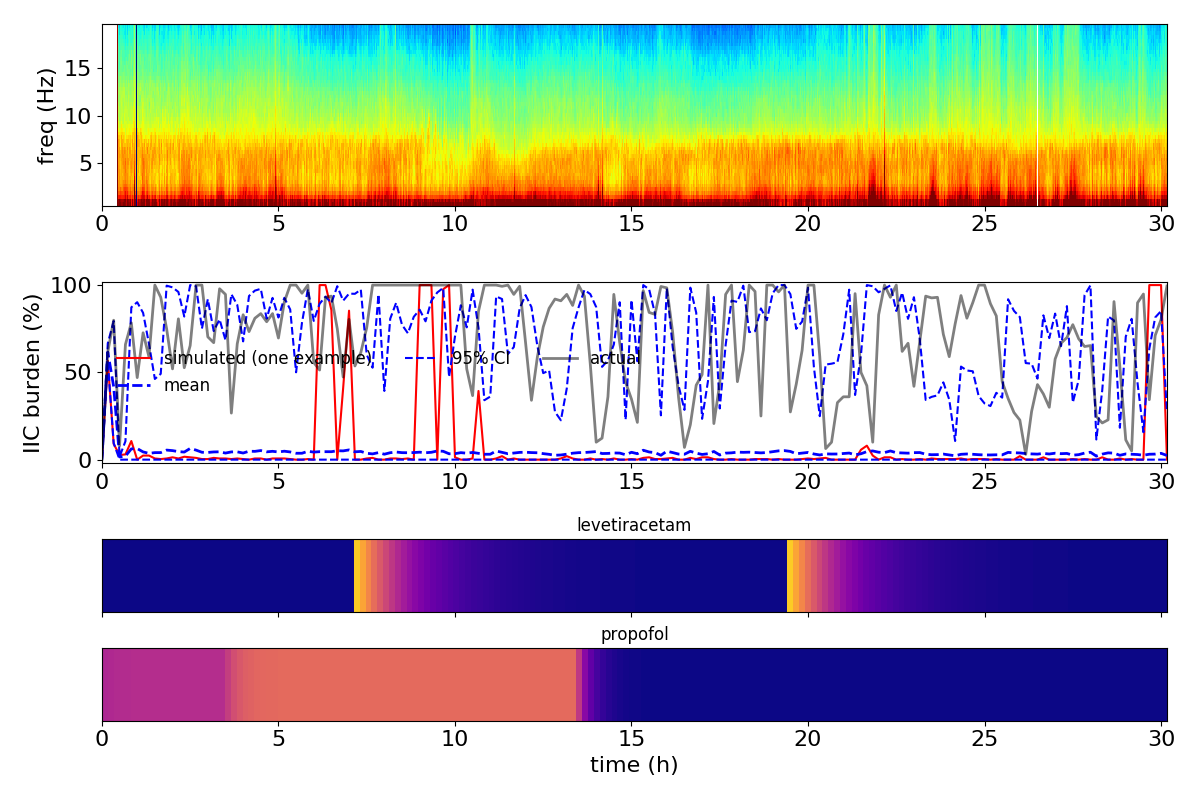 freq (Hz)
15
10
5
0 5 10 15 20 25 30
IIC burden (%)
100
50
0
simulated (one example) 95% CI actual
mean
0 5 10 15 20 25 30
levetiracetam
propofol
0 5 10 15 20 25 30
time (h)